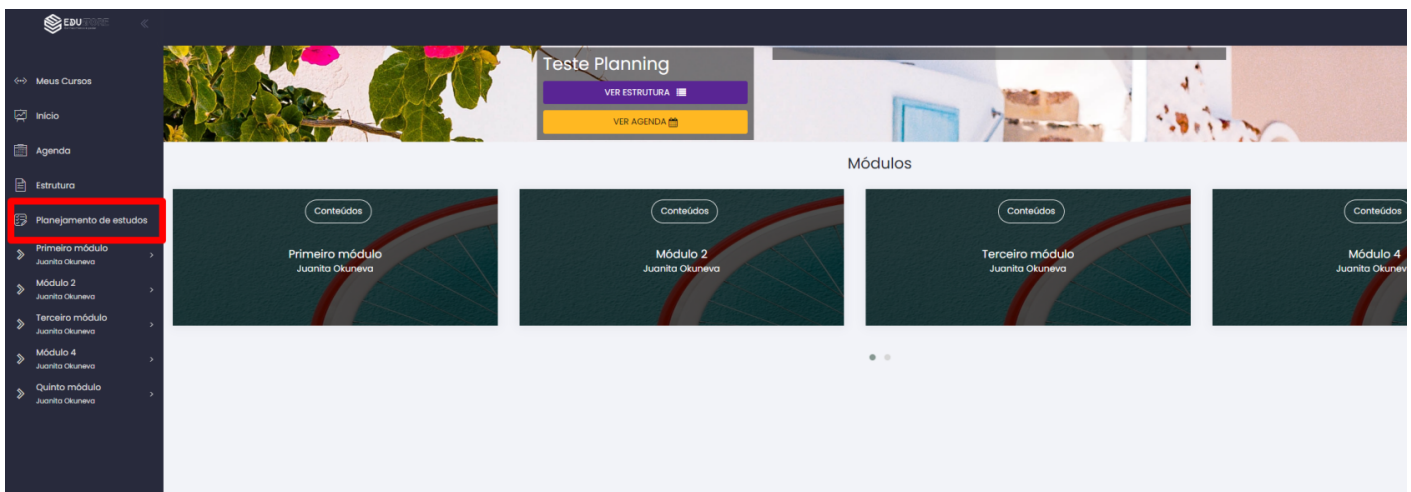 EDU
Meus Cursos
Início
Agenda
Estrutura
Planejamento de estudos
Primeiro módulo
Juanita Okuneva
Módulo 2
Juanita Okuneva
Terceiro módulo
Juanita Okuneva
Módulo 4
Juanita Okuneva
Quinto módulo
Juanita Okuneva
Teste Planning
VER ESTRUTURA
VER AGENDA
Módulos
Conteúdos
Primeiro módulo
Juanita Okuneva
Conteúdos
Módulo 2
Juanita Okuneva
Conteúdos
Terceiro módulo
Juanita Okuneva
Conteúdos
Módulo 4
Juanita Okunev